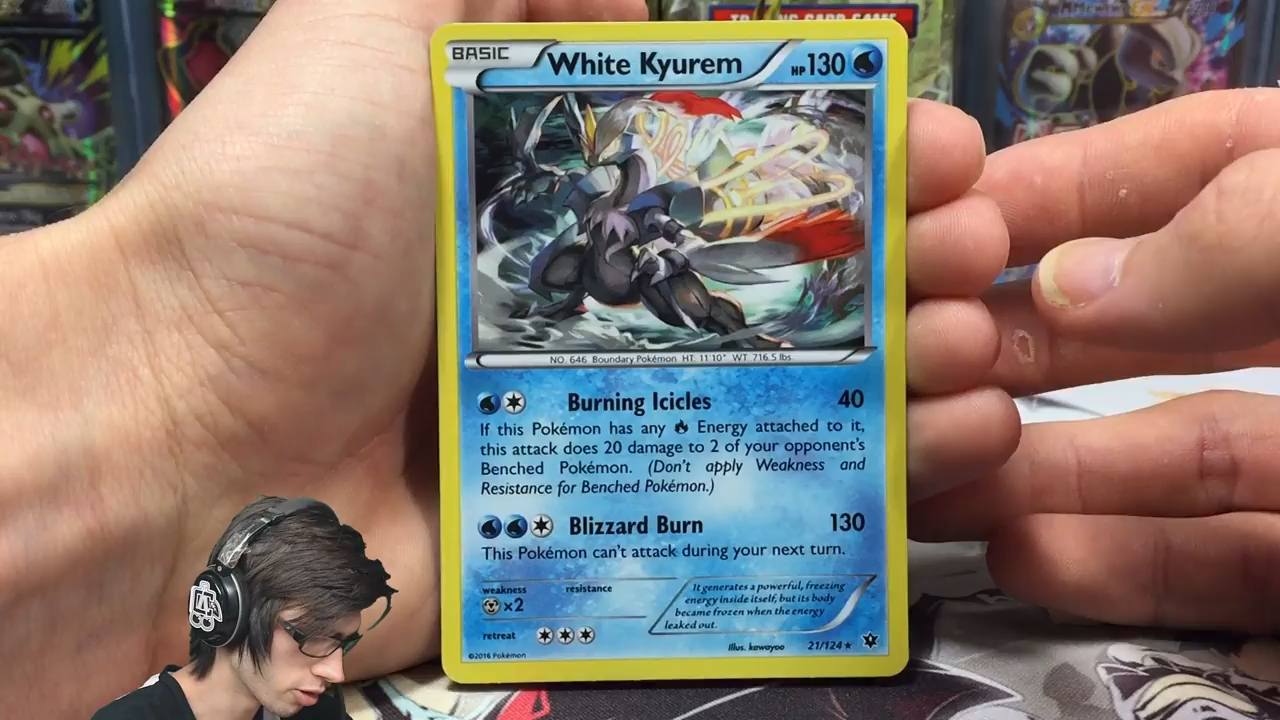 TRADING CARD GAME
BASIC White Kyurem HP 130
NO. 646 Boundary Pokémon HT: 11'10" WT: 716.5 lbs.
Burning Icicles 40
If this Pokémon has any Energy attached to it,
this attack does 20 damage to 2 of your opponent's
Benched Pokémon. (Don't apply Weakness and
Resistance for Benched Pokémon.)
Blizzard Burn 130
This Pokémon can't attack during your next turn.
weakness resistance
×2
It generates a powerful, freezing
energy inside itself, but its body
became frozen when the energy
leaked out.
retreat
©2016 Pokémon Illus. kawayoo 21/124